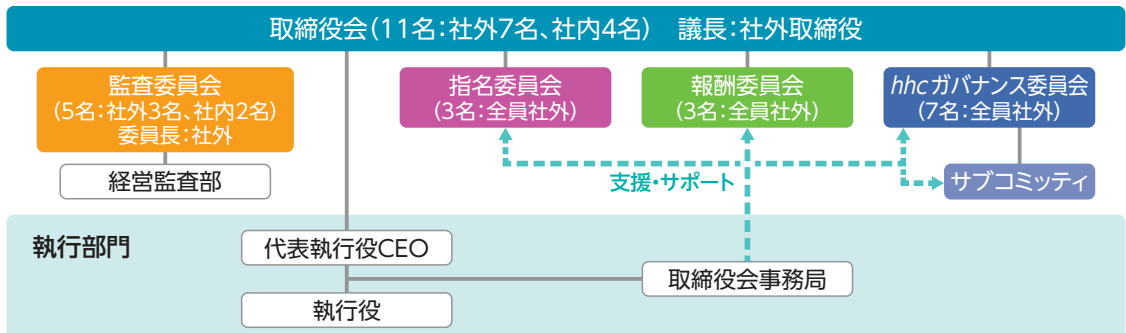 取締役会(11名:社外7名、社内4名) 議長:社外取締役
監査委員会
(5名:社外3名、社内2名)
委員長:社外
指名委員会
(3名:全員社外)
報酬委員会
(3名:全員社外)
hhcガバナンス委員会
(7名:全員社外)
経営監査部
支援・サポート
サブコミッティ
執行部門
代表執行役CEO
取締役会事務局
執行役